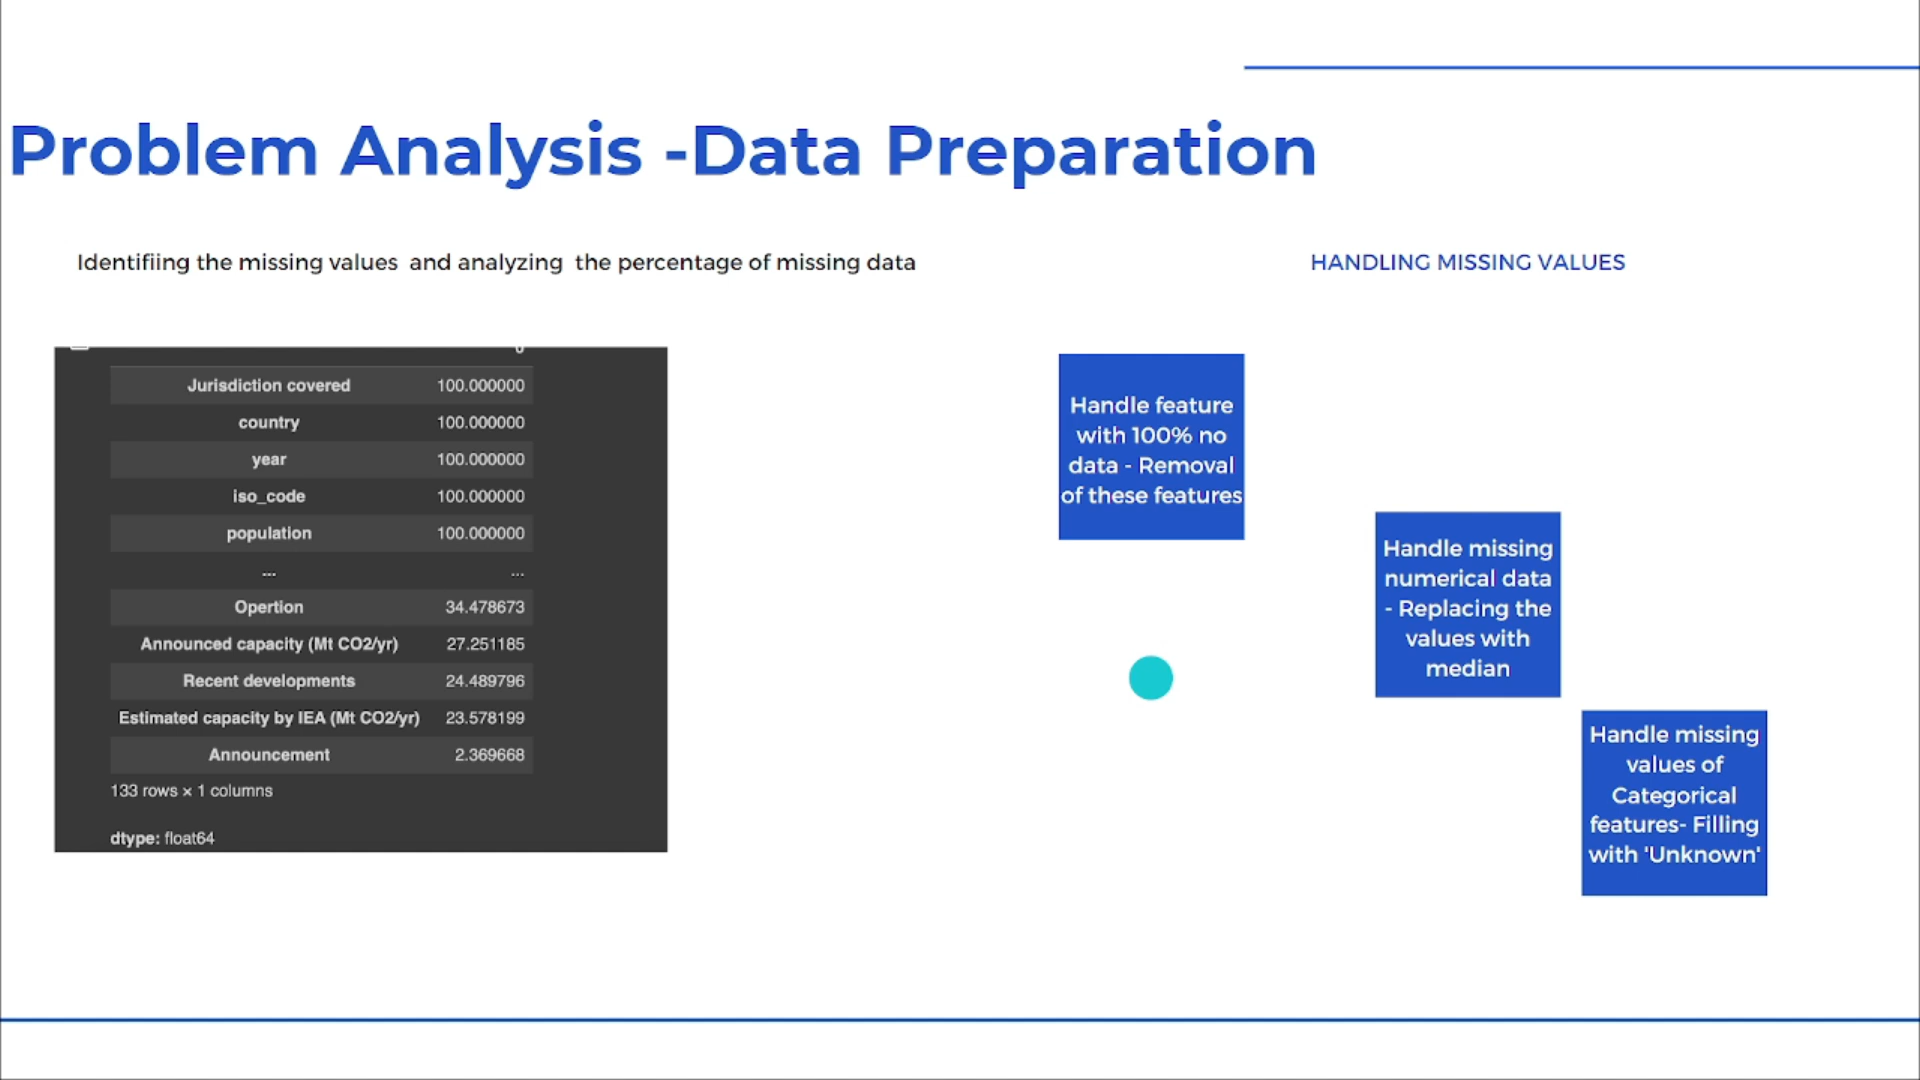 Problem Analysis -Data Preparation
Identifiing the missing values and analyzing the percentage of missing data
HANDLING MISSING VALUES
0
Jurisdiction covered 100.000000
country 100.000000
year 100.000000
iso_code 100.000000
population 100.000000
... ...
Opertion 34.478673
Announced capacity (Mt CO2/yr) 27.251185
Recent developments 24.489796
Estimated capacity by IEA (Mt CO2/yr) 23.578199
Announcement 2.369668
133 rows × 1 columns
dtype: float64
Handle feature
with 100% no
data - Removal
of these features
Handle missing
numerical data
- Replacing the
values with
median
Handle missing
values of
Categorical
features- Filling
with 'Unknown'